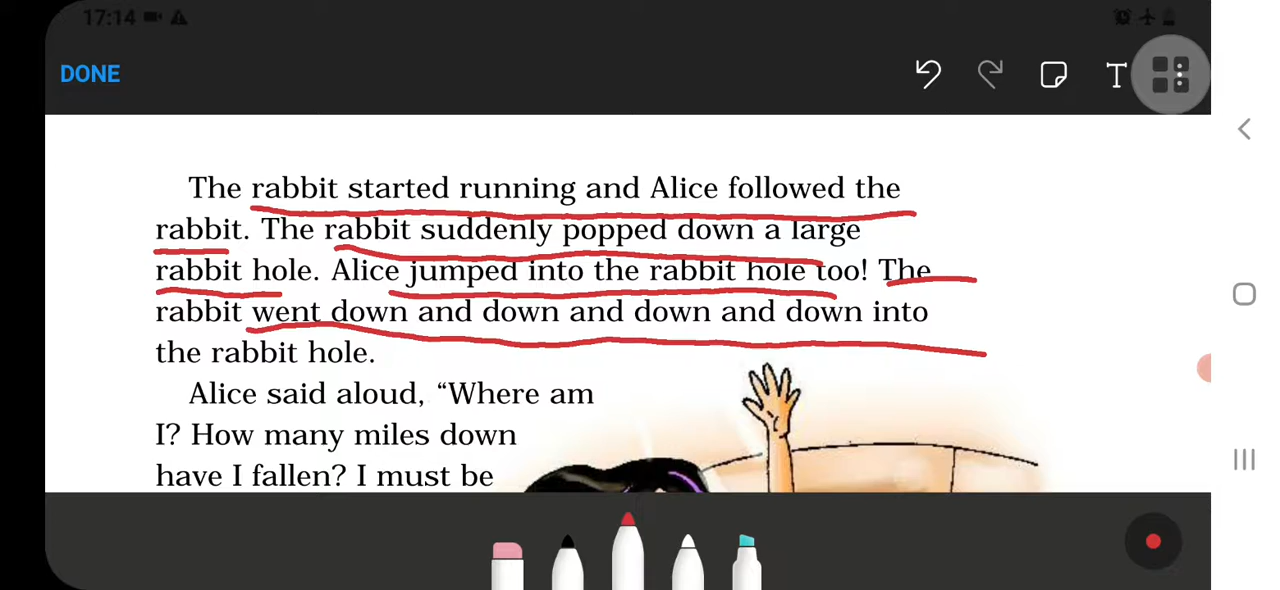 17:14
DONE
T
The rabbit started running and Alice followed the
rabbit. The rabbit suddenly popped down a large
rabbit hole. Alice jumped into the rabbit hole too! The
rabbit went down and down and down and down into
the rabbit hole.
Alice said aloud, “Where am
I? How many miles down
have I fallen? I must be